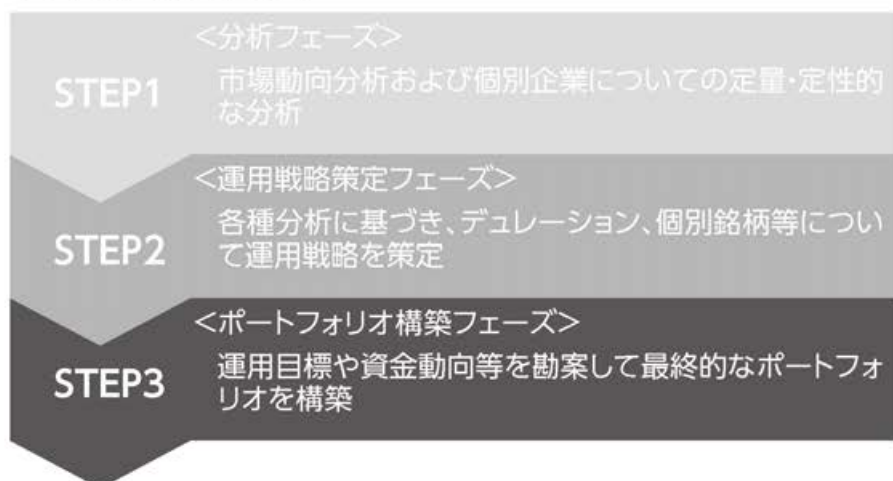 <分析フェーズ>
STEP1
市場動向分析および個別企業についての定量・定性的
な分析
<運用戦略策定フェーズ>
STEP2
各種分析に基づき、デュレーション、個別銘柄等につい
て運用戦略を策定
<ポートフォリオ構築フェーズ>
STEP3
運用目標や資金動向等を勘案して最終的なポートフォ
リオを構築